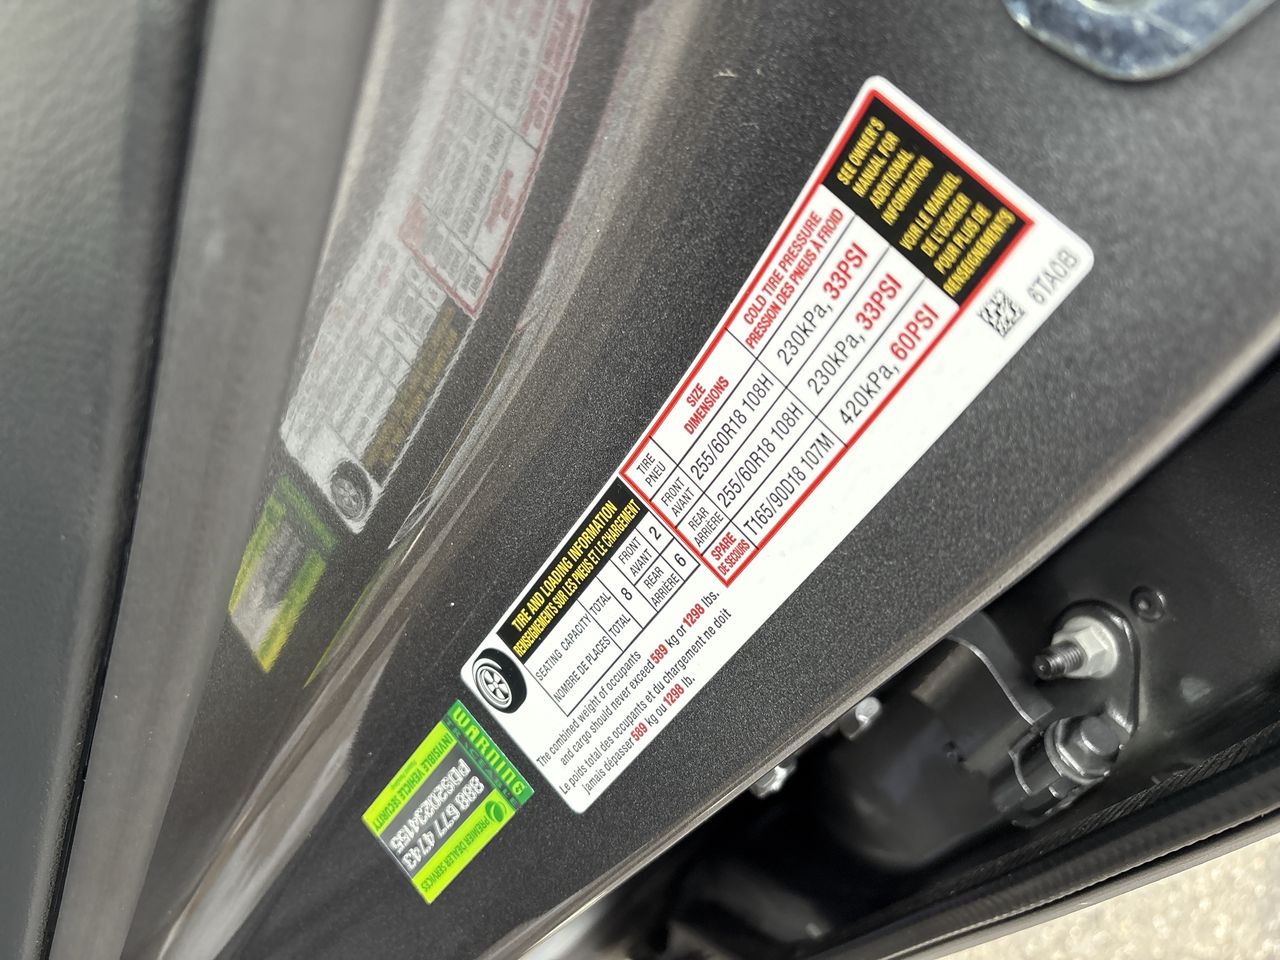 TIRE AND LOADING INFORMATION
RENSEIGNEMENTS SUR LES PNEUS ET LE CHARGEMENT
SEATING CAPACITY TOTAL 8 FRONT AVANT 2 REAR ARRIÈRE 6
NOMBRE DE PLACES TOTAL
The combined weight of occupants
and cargo should never exceed 589 kg or 1298 lbs.
Le poids total des occupants et du chargement ne doit
jamais dépasser 589 kg ou 1298 lb.
TIRE SIZE COLD TIRE PRESSURE
PNEU DIMENSIONS PRESSION DES PNEUS À FROID
FRONT AVANT 255/60R18 108H 230kPa, 33PSI
REAR ARRIÈRE 255/60R18 108H 230kPa, 33PSI
SPARE DE SECOURS T165/90D18 107M 420kPa, 60PSI
SEE OWNER'S
MANUAL FOR
ADDITIONAL
INFORMATION
VOIR LE MANUEL
DE L'USAGER
POUR PLUS DE
RENSEIGNEMENTS
6TA0B
WARNING
INVISIBLE VEHICLE SECURITY
PDS20234155
888 677 4743
PREMIER DEALER SERVICES